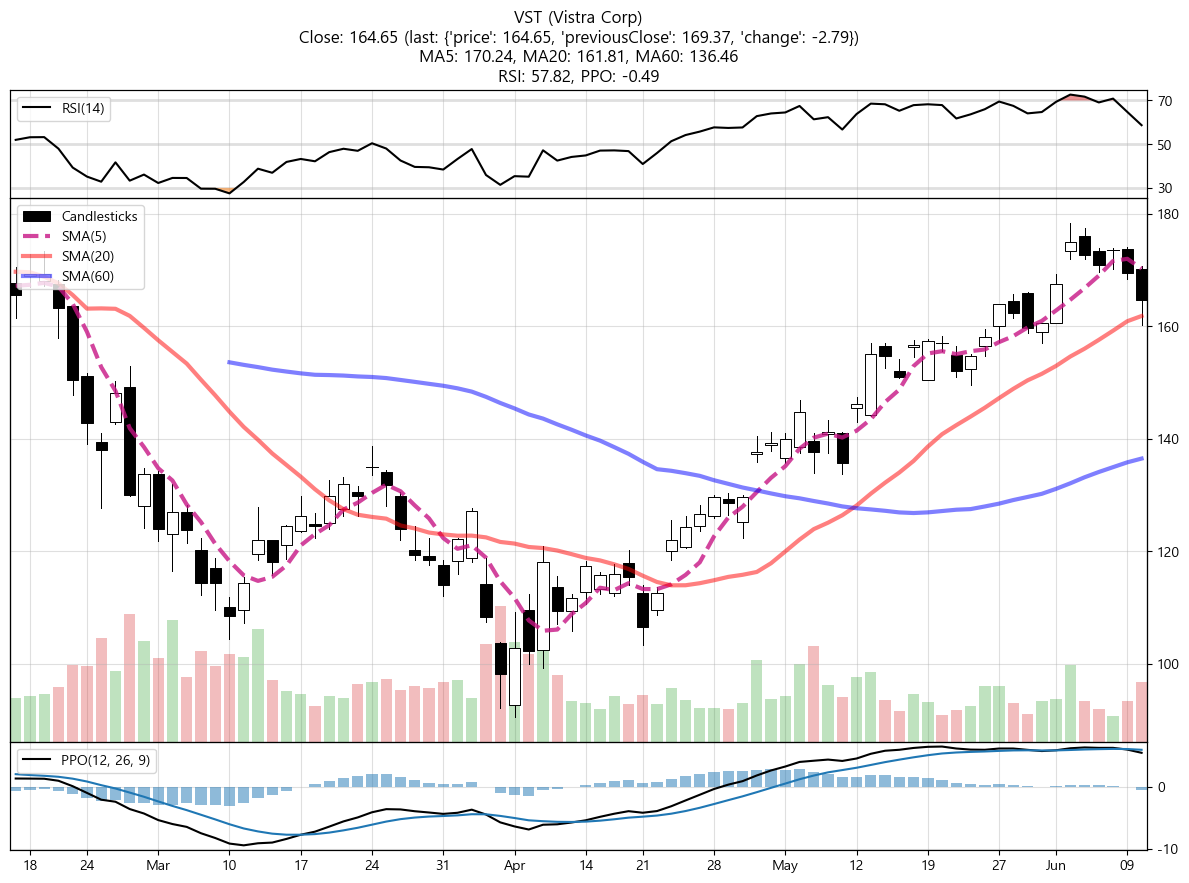 VST (Vistra Corp)
Close: 164.65 (last: {'price': 164.65, 'previousClose': 169.37, 'change': -2.79})
MA5: 170.24, MA20: 161.81, MA60: 136.46
RSI: 57.82, PPO: -0.49
RSI(14)
70
50
30
Candlesticks
SMA(5)
SMA(20)
SMA(60)
180
160
140
120
100
PPO(12, 26, 9)
0
-10
18 24 Mar 10 17 24 31 Apr 14 21 28 May 12 19 27 Jun 09